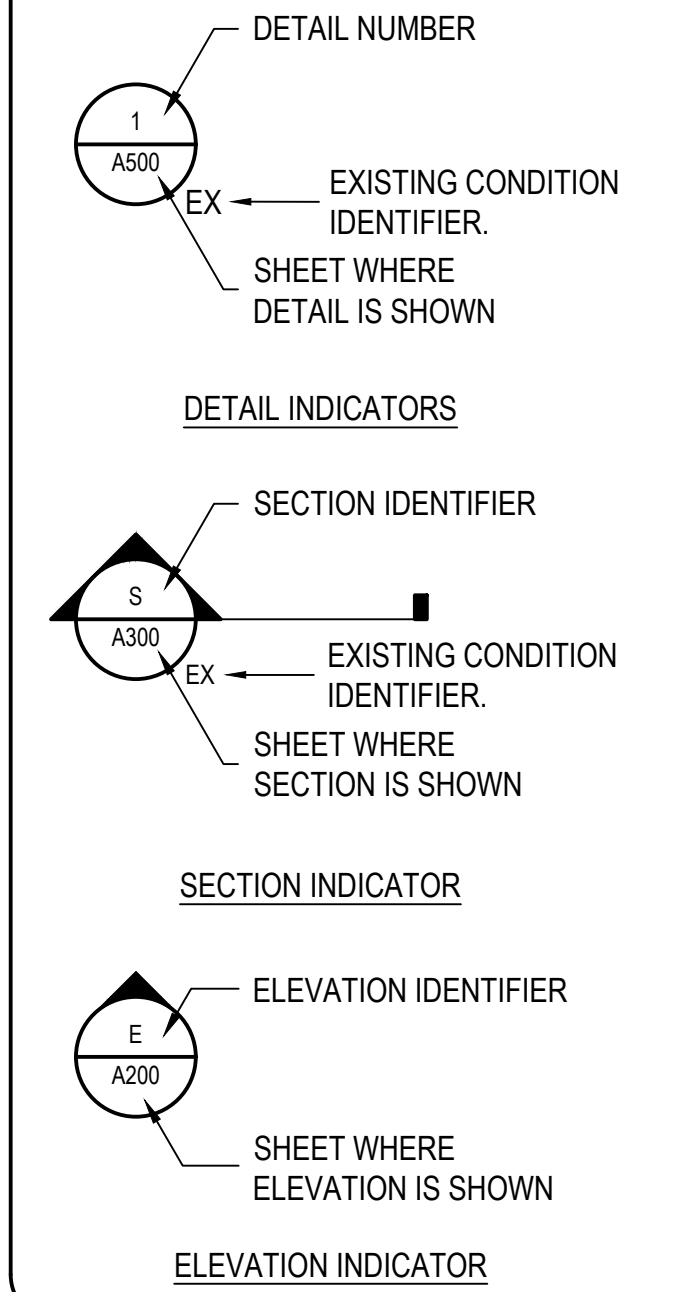 DETAIL NUMBER
1
A500
EX
EXISTING CONDITION
IDENTIFIER.
SHEET WHERE
DETAIL IS SHOWN
DETAIL INDICATORS
SECTION IDENTIFIER
S
A300
EX
EXISTING CONDITION
IDENTIFIER.
SHEET WHERE
SECTION IS SHOWN
SECTION INDICATOR
ELEVATION IDENTIFIER
E
A200
SHEET WHERE
ELEVATION IS SHOWN
ELEVATION INDICATOR